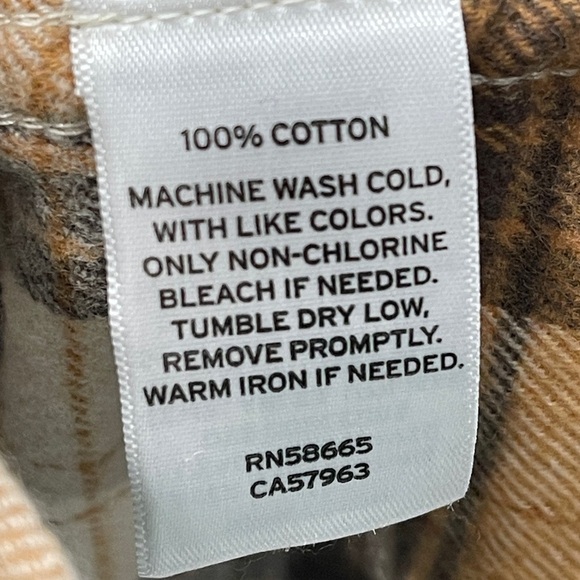 100% COTTON
MACHINE WASH COLD,
WITH LIKE COLORS.
ONLY NON-CHLORINE
BLEACH IF NEEDED.
TUMBLE DRY LOW,
REMOVE PROMPTLY.
WARM IRON IF NEEDED.
RN58665
CA57963